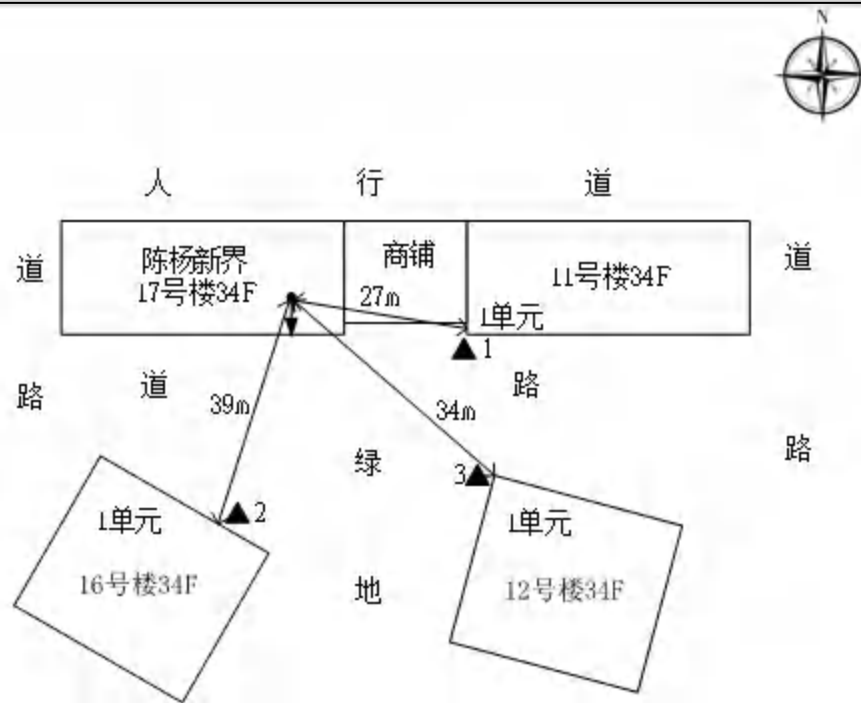 N
人 行 道
道
陈杨新界
17号楼34F
商铺
11号楼34F
道
27m
1单元
1
路
道
39m
34m
路
绿
路
3
2
1单元
1单元
16号楼34F
地
12号楼34F